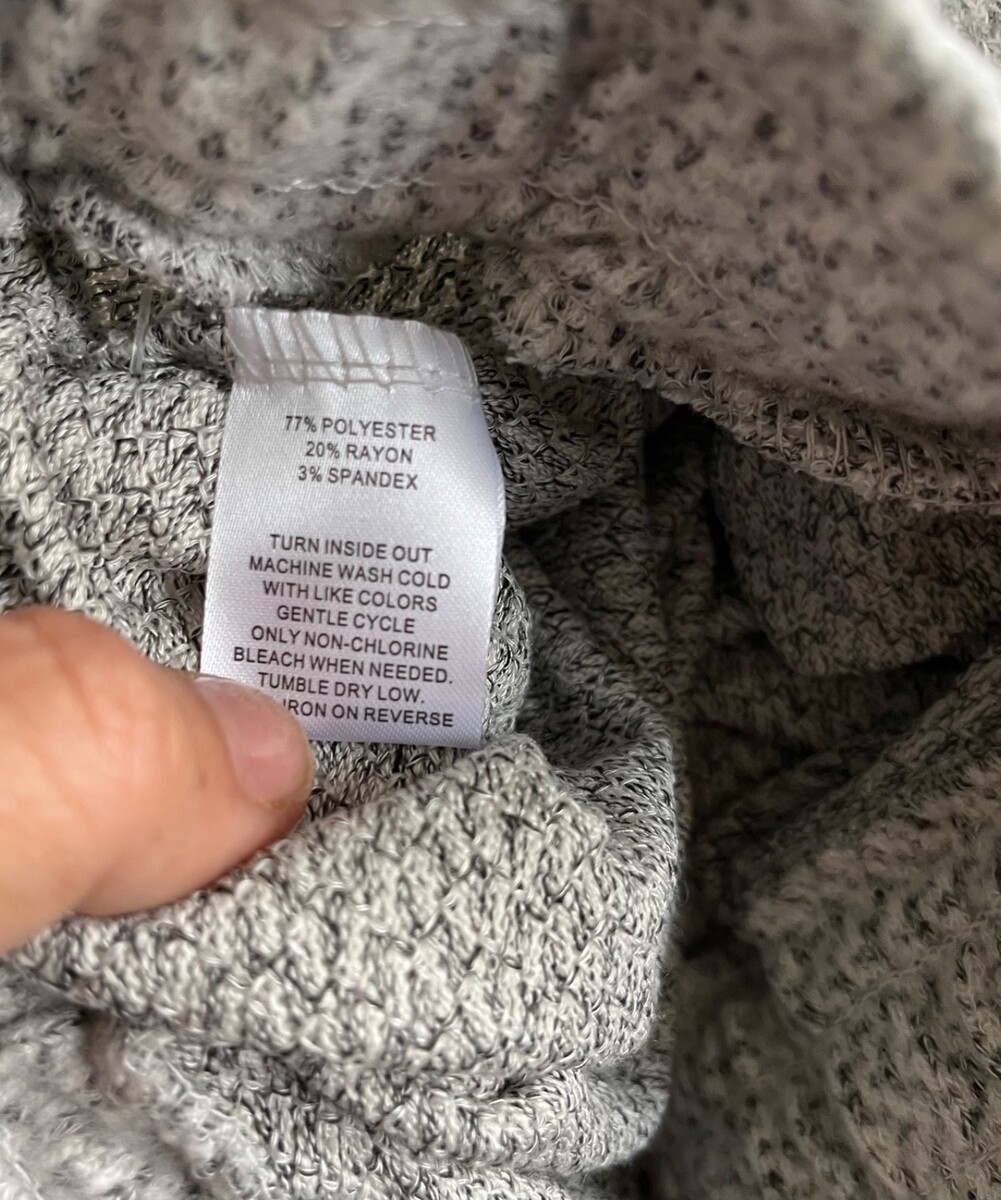 77% POLYESTER
20% RAYON
3% SPANDEX
TURN INSIDE OUT
MACHINE WASH COLD
WITH LIKE COLORS
GENTLE CYCLE
ONLY NON-CHLORINE
BLEACH WHEN NEEDED.
TUMBLE DRY LOW.
IRON ON REVERSE